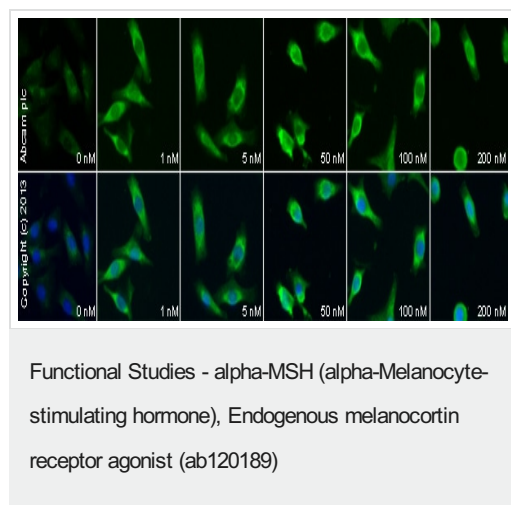 Abcam plc
0 nM 1 nM 5 nM 50 nM 100 nM 200 nM
Copyright (c) 2013
0 nM 1 nM 5 nM 50 nM 100 nM 200 nM
Functional Studies - alpha-MSH (alpha-Melanocyte-
stimulating hormone), Endogenous melanocortin
receptor agonist (ab120189)